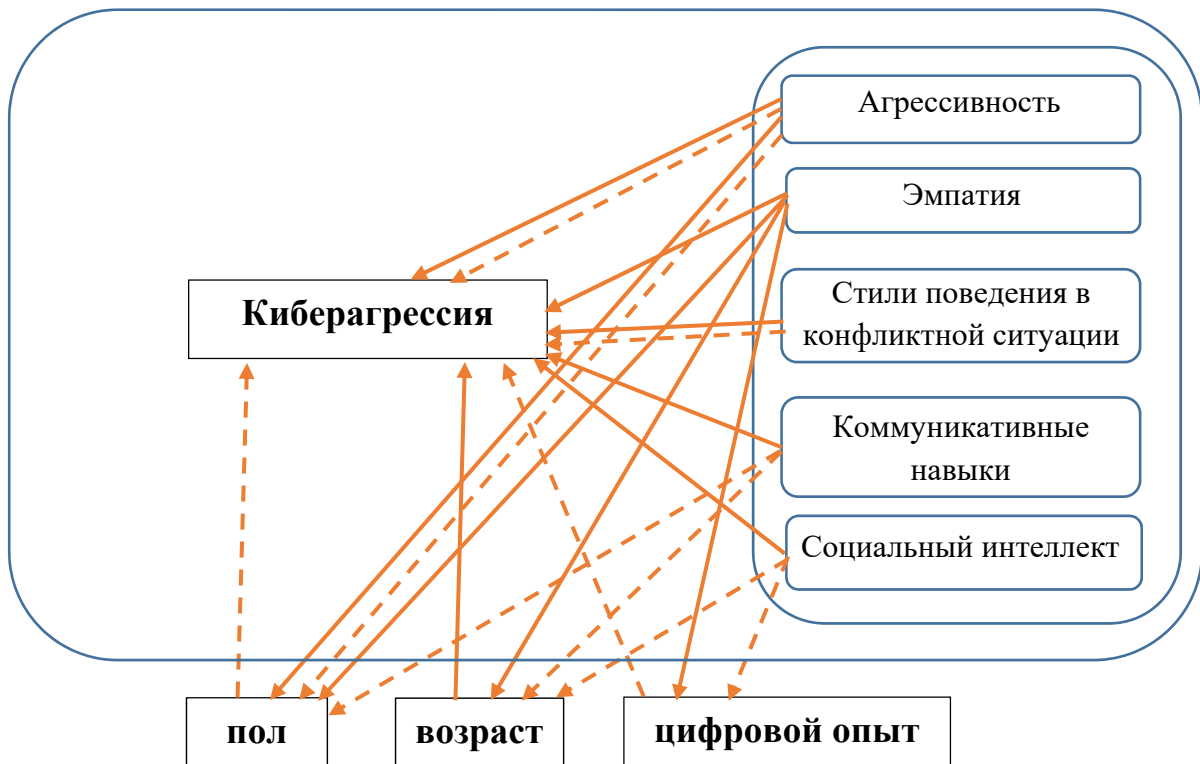 Агрессивность
Эмпатия
Киберагрессия
Стили поведения в
конфликтной ситуации
Коммуникативные
навыки
Социальный интеллект
пол
возраст
цифровой опыт